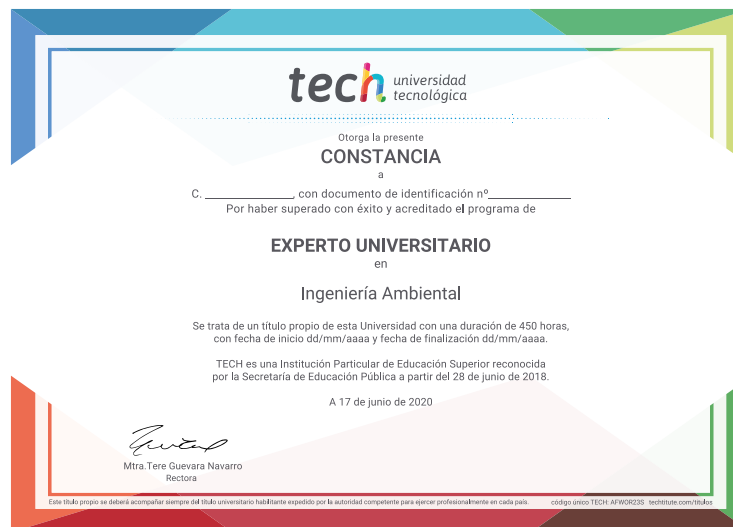 tech universidad
tecnológica
Otorga la presente
CONSTANCIA
a
C. ______________, con documento de identificación nº______________
Por haber superado con éxito y acreditado el programa de
EXPERTO UNIVERSITARIO
en
Ingeniería Ambiental
Se trata de un título propio de esta Universidad con una duración de 450 horas,
con fecha de inicio dd/mm/aaaa y fecha de finalización dd/mm/aaaa.
TECH es una Institución Particular de Educación Superior reconocida
por la Secretaría de Educación Pública a partir del 28 de junio de 2018.
A 17 de junio de 2020
Mtra.Tere Guevara Navarro
Rectora
Este título propio se deberá acompañar siempre del título universitario habilitante expedido por la autoridad competente para ejercer profesionalmente en cada país. código único TECH: AFWOR23S techtitute.com/titulos